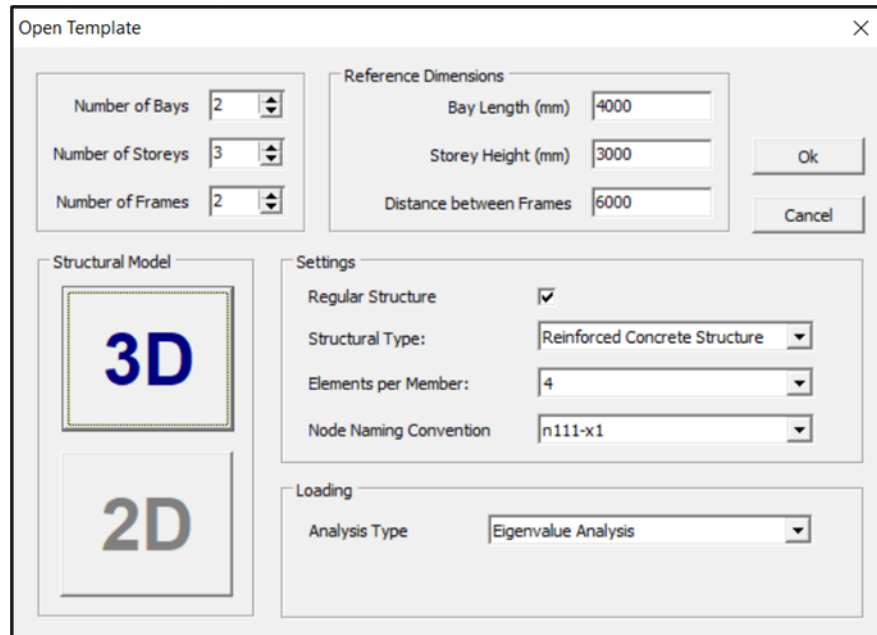 Open Template
Number of Bays 2
Number of Storeys 3
Number of Frames 2
Reference Dimensions
Bay Length (mm) 4000
Storey Height (mm) 3000
Distance between Frames 6000
Ok
Cancel
Structural Model
3D
2D
Settings
Regular Structure
Structural Type: Reinforced Concrete Structure
Elements per Member: 4
Node Naming Convention n111-x1
Loading
Analysis Type Eigenvalue Analysis